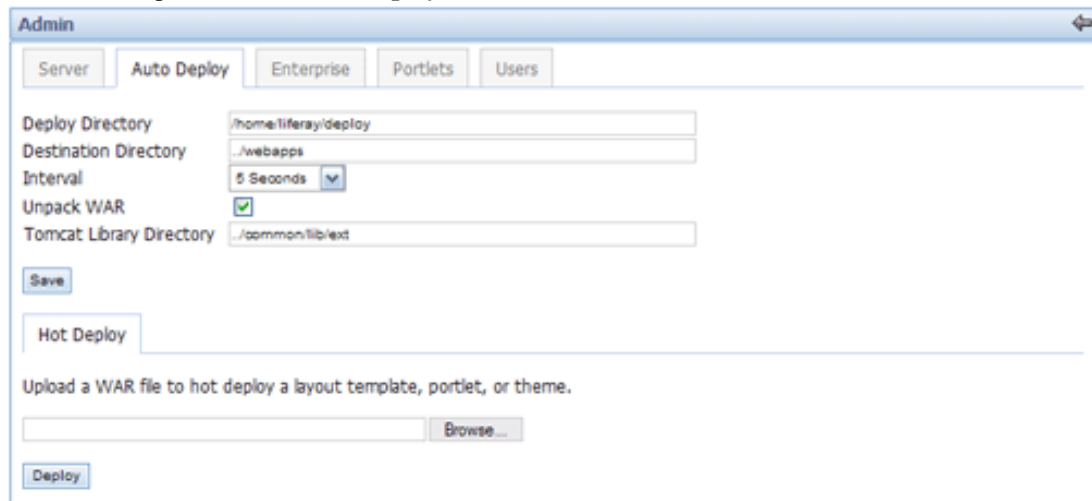 Admin
Server Auto Deploy Enterprise Portlets Users
Deploy Directory /home/liferay/deploy
Destination Directory ../webapps
Interval 5 Seconds
Unpack WAR
Tomcat Library Directory ../common/lib/ext
Save
Hot Deploy
Upload a WAR file to hot deploy a layout template, portlet, or theme.
Browse...
Deploy